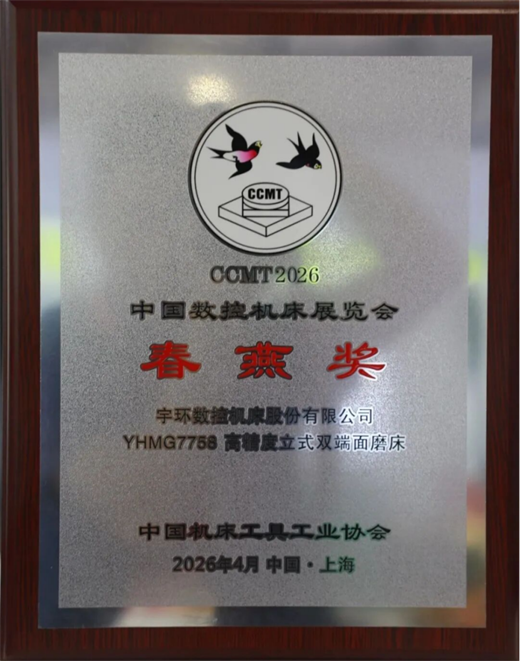 CCMT
CCMT2026
中国数控机床展览会
春燕奖
宇环数控机床股份有限公司
YHMG7758 高精度立式双端面磨床
中国机床工具工业协会
2026年4月 中国·上海